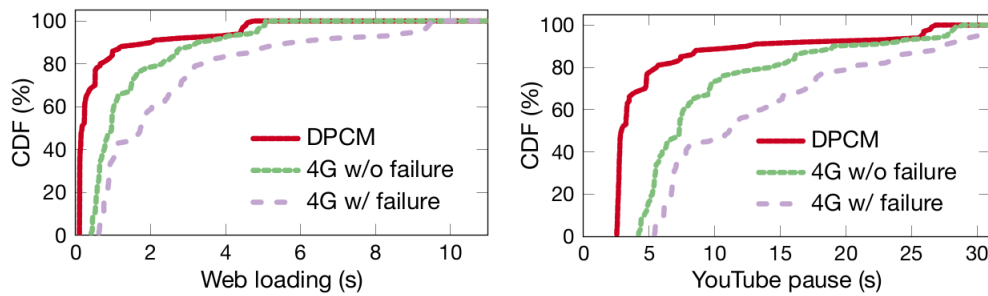 100
80
60
40
20
0
CDF (%)
DPCM
4G w/o failure
4G w/ failure
0 2 4 6 8 10
Web loading (s)
100
80
60
40
20
0
CDF (%)
DPCM
4G w/o failure
4G w/ failure
0 5 10 15 20 25 30
YouTube pause (s)